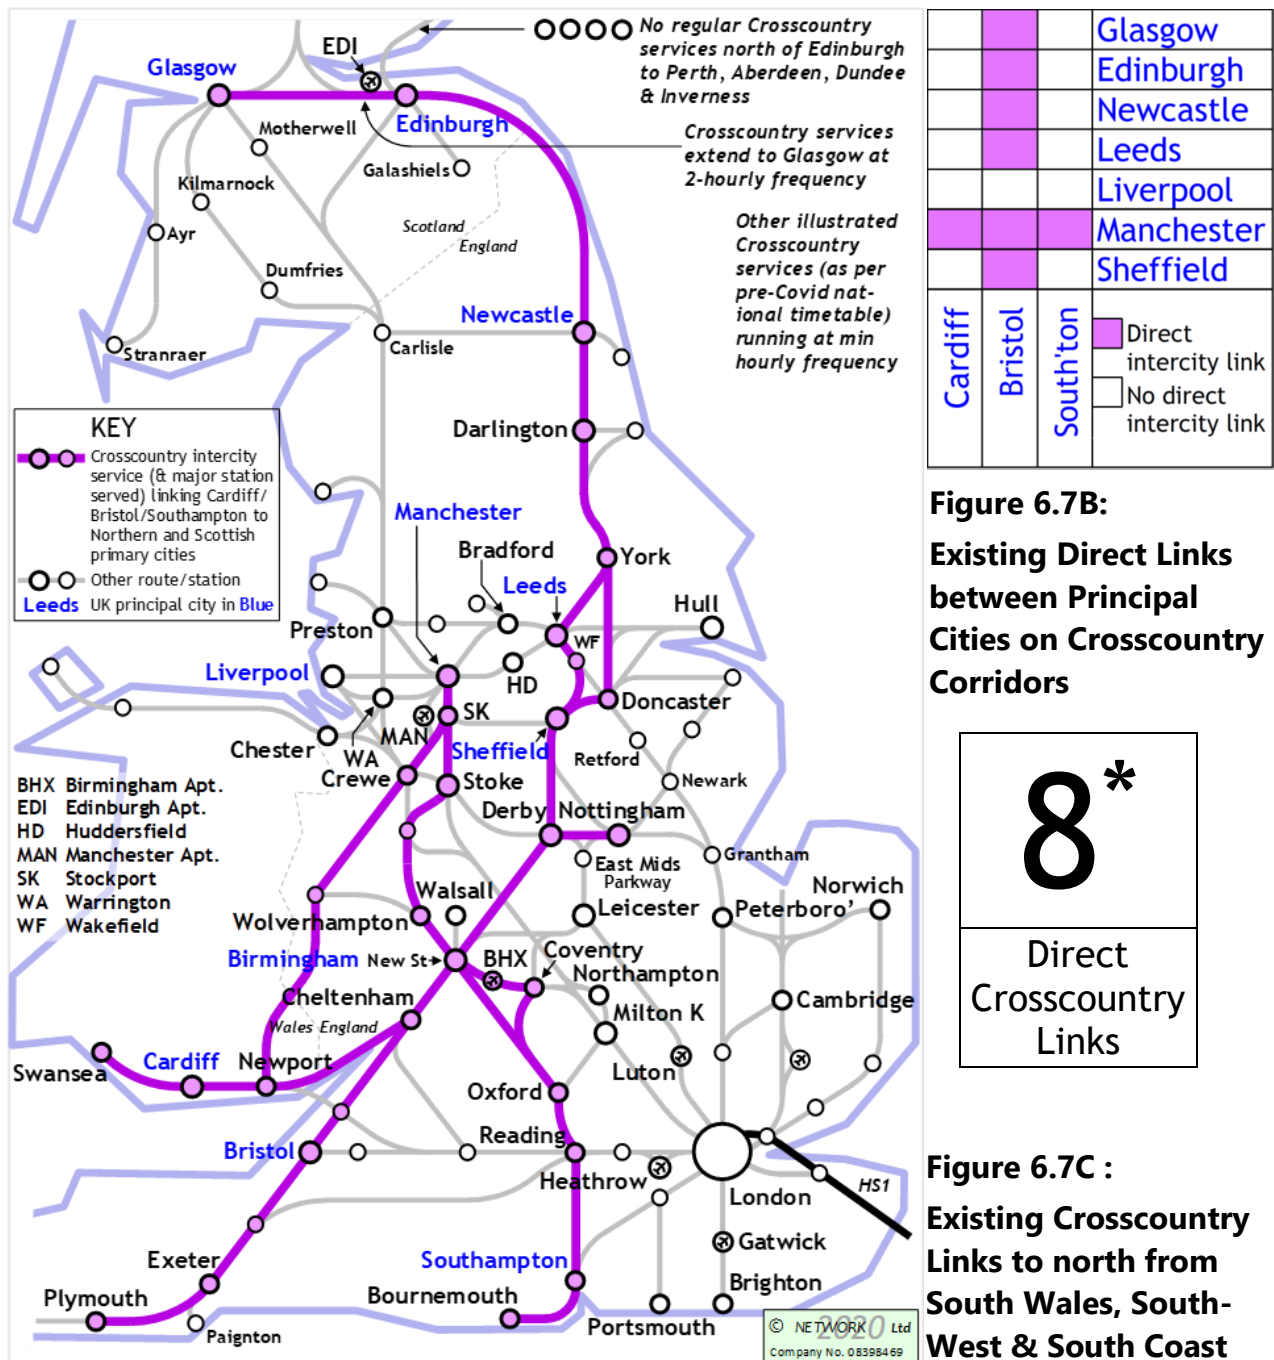 No regular Crosscountry
services north of Edinburgh
to Perth, Aberdeen, Dundee
& Inverness
EDI
Glasgow
Edinburgh
Motherwell
Galashiels
Crosscountry services
extend to Glasgow at
2-hourly frequency
Kilmarnock
Ayr
Scotland
England
Other illustrated
Crosscountry
services (as per
pre-Covid nat-
ional timetable)
running at min
hourly frequency
Dumfries
Newcastle
Carlisle
Stranraer
KEY
Crosscountry intercity
service (& major station
served) linking Cardiff/
Bristol/Southampton to
Northern and Scottish
primary cities
Other route/station
Leeds UK principal city in Blue
Darlington
Manchester
Bradford
York
Leeds
Hull
Preston
WF
Liverpool
HD
Doncaster
SK
MAN
Chester
WA
Sheffield
Retford
Crewe
Stoke
Newark
Derby
Nottingham
BHX Birmingham Apt.
EDI Edinburgh Apt.
HD Huddersfield
MAN Manchester Apt.
SK Stockport
WA Warrington
WF Wakefield
Grantham
East Mids
Parkway
Walsall
Norwich
Wolverhampton
Leicester
Peterboro'
Birmingham New St
BHX
Coventry
Northampton
Cheltenham
Milton K
Cambridge
Wales England
Swansea
Cardiff
Newport
Luton
Oxford
Reading
Bristol
Heathrow
London
HS1
Gatwick
Exeter
Southampton
Brighton
Plymouth
Bournemouth
Portsmouth
Paignton
© NETWORK 2020 Ltd
Company No. 08398469
Glasgow
Edinburgh
Newcastle
Leeds
Liverpool
Manchester
Sheffield
Cardiff
Bristol
South'ton
Direct
intercity link
No direct
intercity link
Figure 6.7B:
Existing Direct Links
between Principal
Cities on Crosscountry
Corridors
8*
Direct
Crosscountry
Links
Figure 6.7C :
Existing Crosscountry
Links to north from
South Wales, South-
West & South Coast